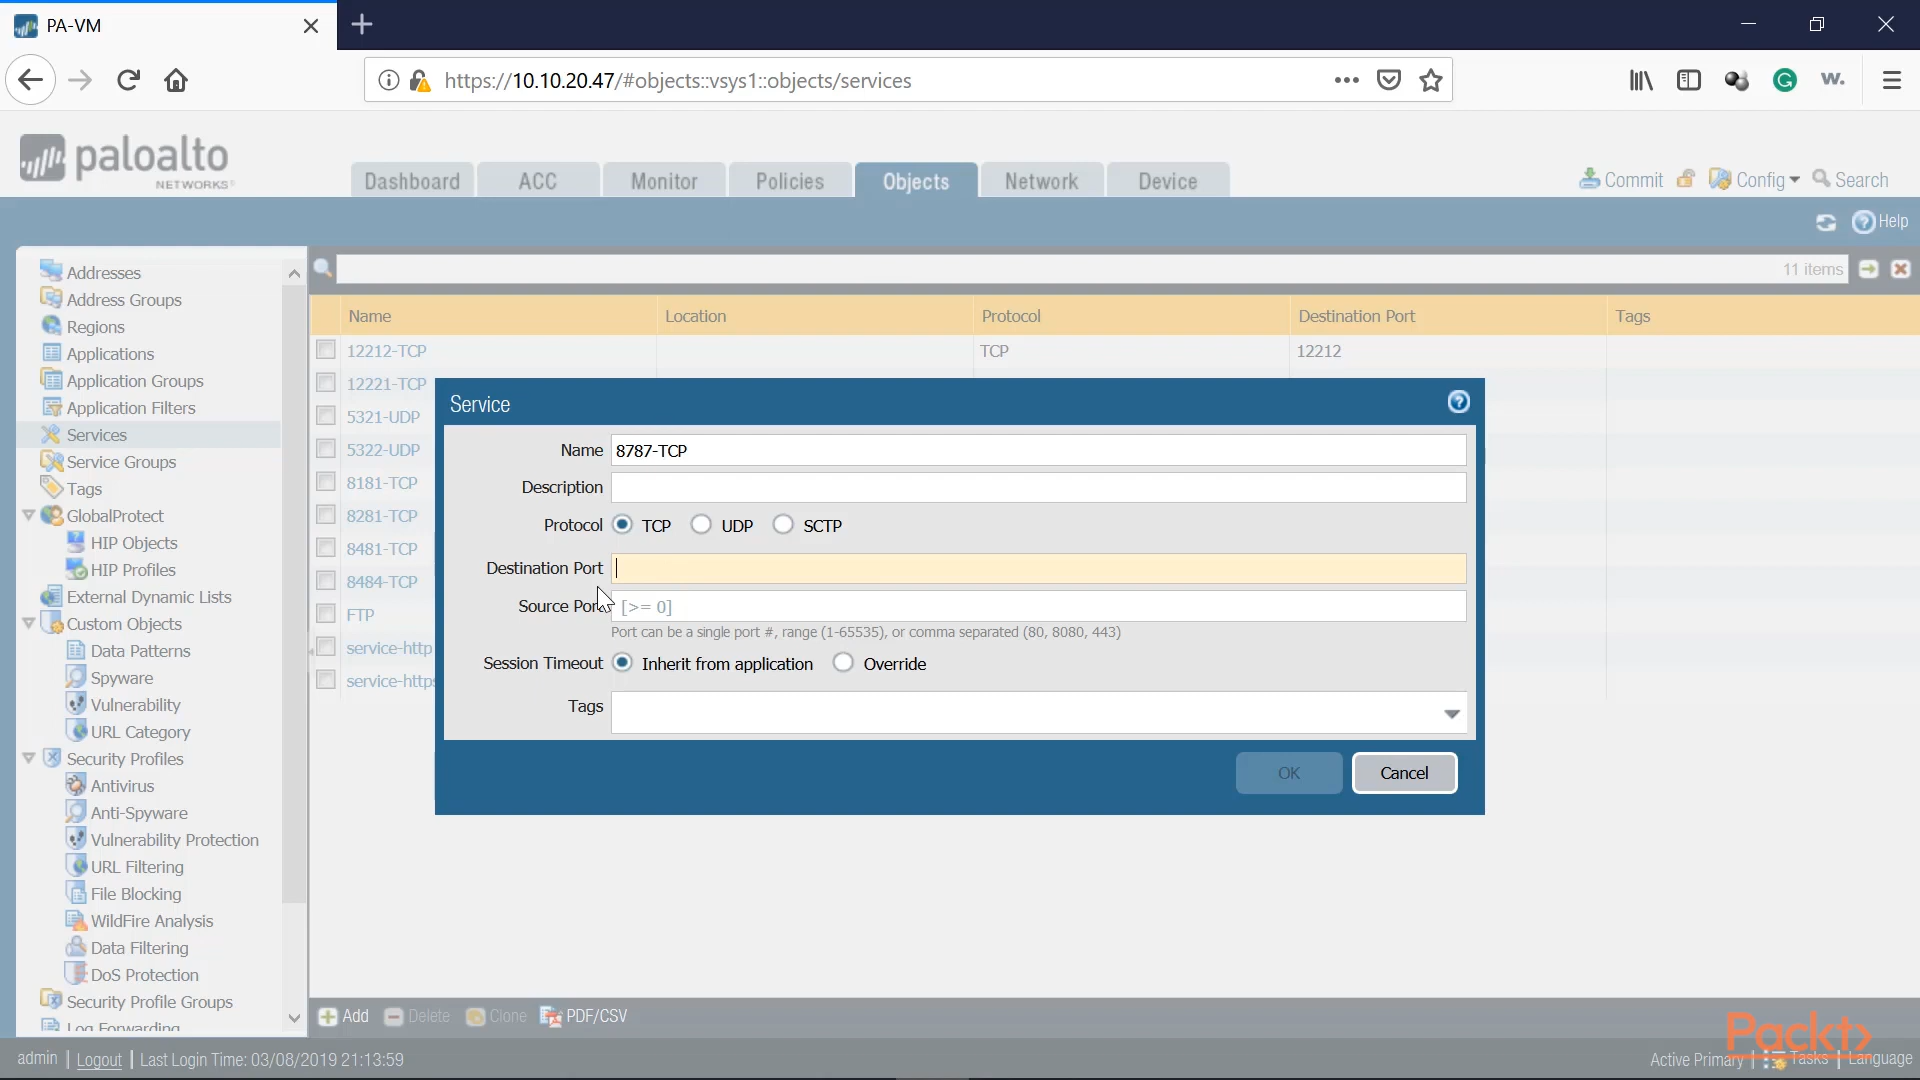 PA-VM
https://10.10.20.47/#objects::vsys1::objects/services
paloalto
NETWORKS
Dashboard
ACC
Monitor
Policies
Objects
Network
Device
Commit
Config
Search
Help
Addresses
Address Groups
Regions
Applications
Application Groups
Application Filters
Services
Service Groups
Tags
GlobalProtect
HIP Objects
HIP Profiles
External Dynamic Lists
Custom Objects
Data Patterns
Spyware
Vulnerability
URL Category
Security Profiles
Antivirus
Anti-Spyware
Vulnerability Protection
URL Filtering
File Blocking
WildFire Analysis
Data Filtering
DoS Protection
Security Profile Groups
Log Forwarding
11 items
Name Location Protocol Destination Port Tags
12212-TCP TCP 12212
12221-TCP
5321-UDP
5322-UDP
8181-TCP
8281-TCP
8481-TCP
8484-TCP
FTP
service-http
service-https
Service
Name 8787-TCP
Description
Protocol TCP UDP SCTP
Destination Port
Source Port [>= 0]
Port can be a single port #, range (1-65535), or comma separated (80, 8080, 443)
Session Timeout Inherit from application Override
Tags
OK Cancel
Add Delete Clone PDF/CSV
Packt>
admin | Logout | Last Login Time: 03/08/2019 21:13:59
Active Primary | Tasks | Language